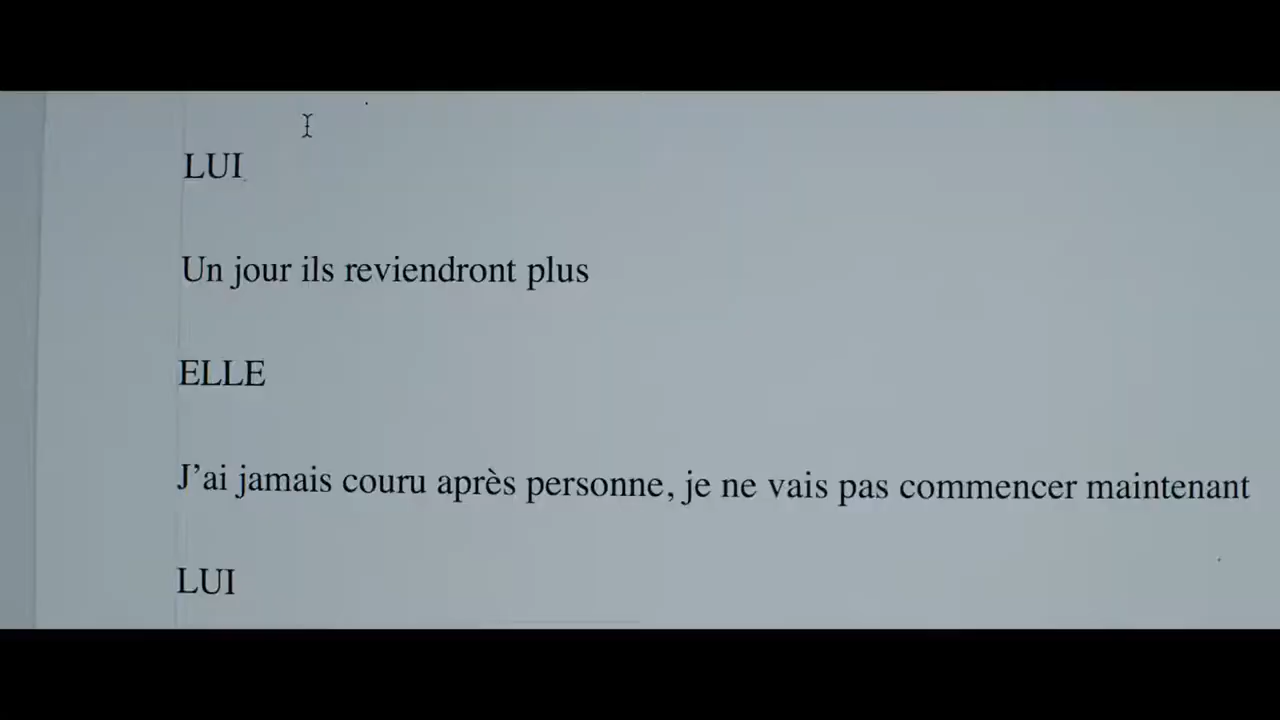 LUI
Un jour ils reviendront plus
ELLE
J’ai jamais couru après personne, je ne vais pas commencer maintenant
LUI